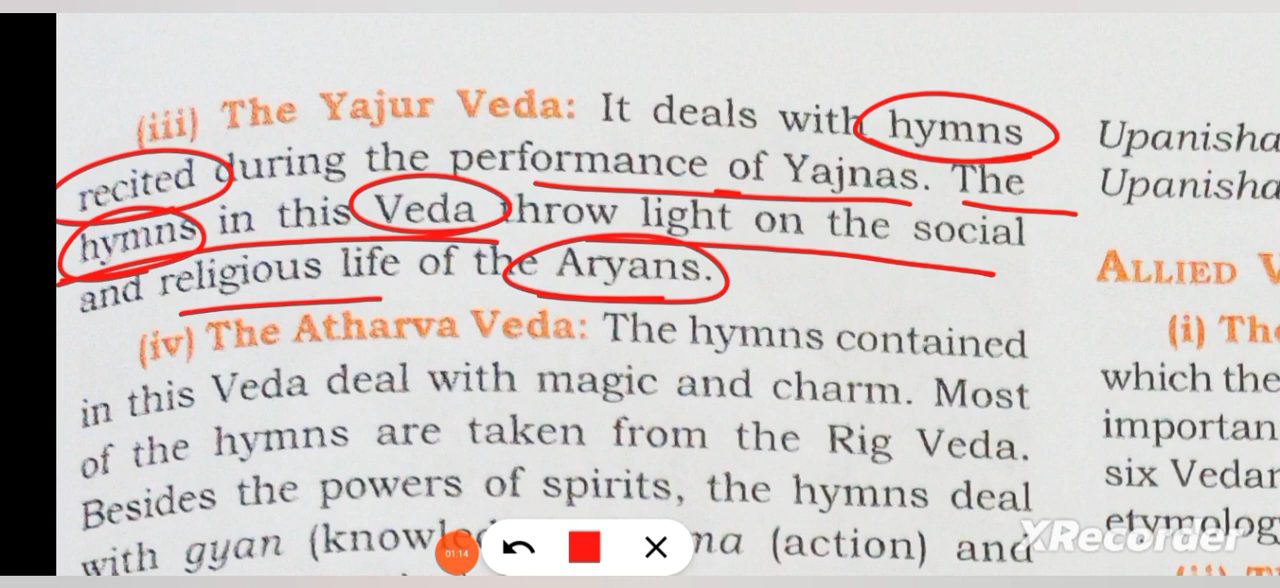 (iii) The Yajur Veda: It deals with hymns
recited during the performance of Yajnas. The
hymns in this Veda throw light on the social
and religious life of the Aryans.
(iv) The Atharva Veda: The hymns contained
in this Veda deal with magic and charm. Most
of the hymns are taken from the Rig Veda.
Besides the powers of spirits, the hymns deal
with gyan (action) and
Upanisha
Upanisha
ALLIED V
(i) The
which the
importan
six Vedan
etymolog
01:14
XRecorder